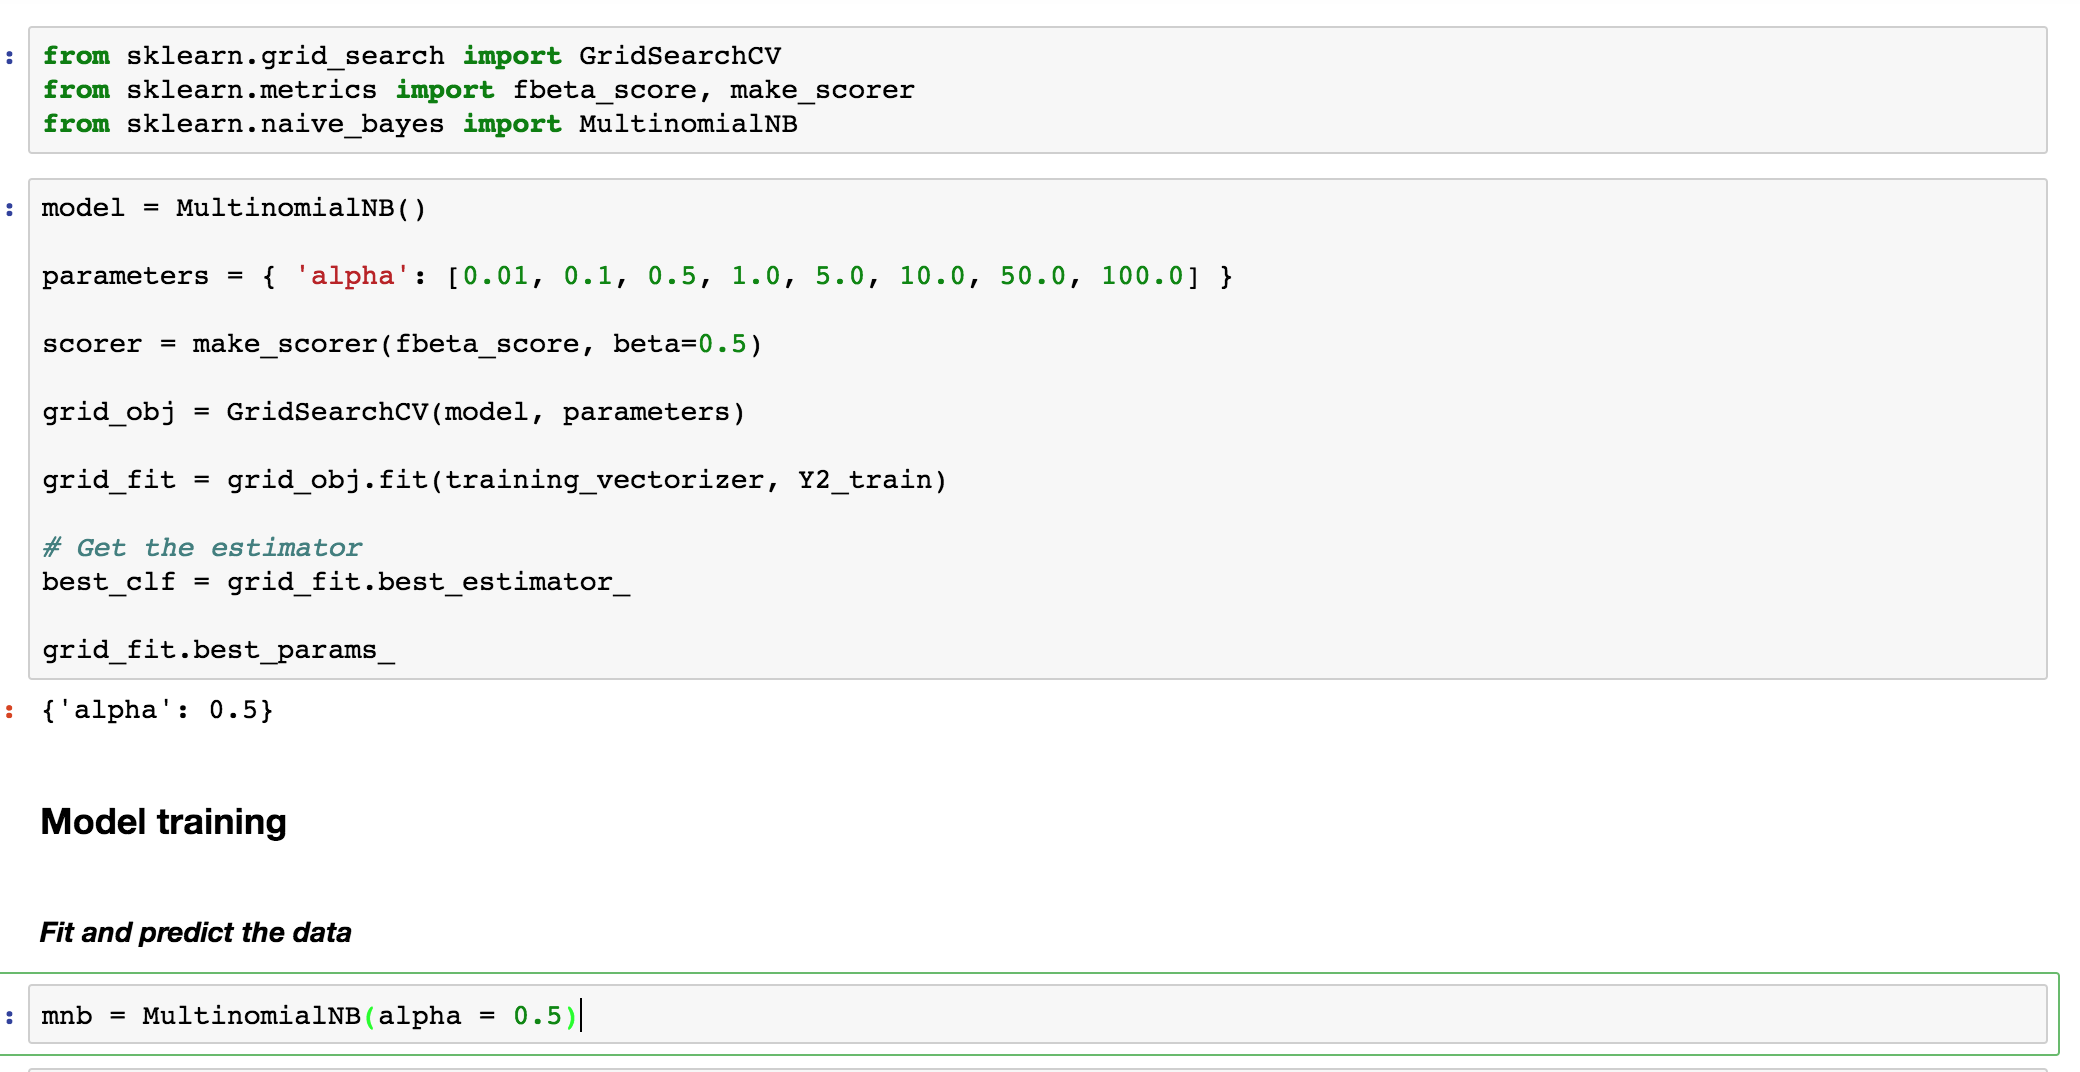 : from sklearn.grid_search import GridSearchCV
from sklearn.metrics import fbeta_score, make_scorer
from sklearn.naive_bayes import MultinomialNB
: model = MultinomialNB()
parameters = { 'alpha': [0.01, 0.1, 0.5, 1.0, 5.0, 10.0, 50.0, 100.0] }
scorer = make_scorer(fbeta_score, beta=0.5)
grid_obj = GridSearchCV(model, parameters)
grid_fit = grid_obj.fit(training_vectorizer, Y2_train)
# Get the estimator
best_clf = grid_fit.best_estimator_
grid_fit.best_params_
: {'alpha': 0.5}
Model training
Fit and predict the data
: mnb = MultinomialNB(alpha = 0.5)